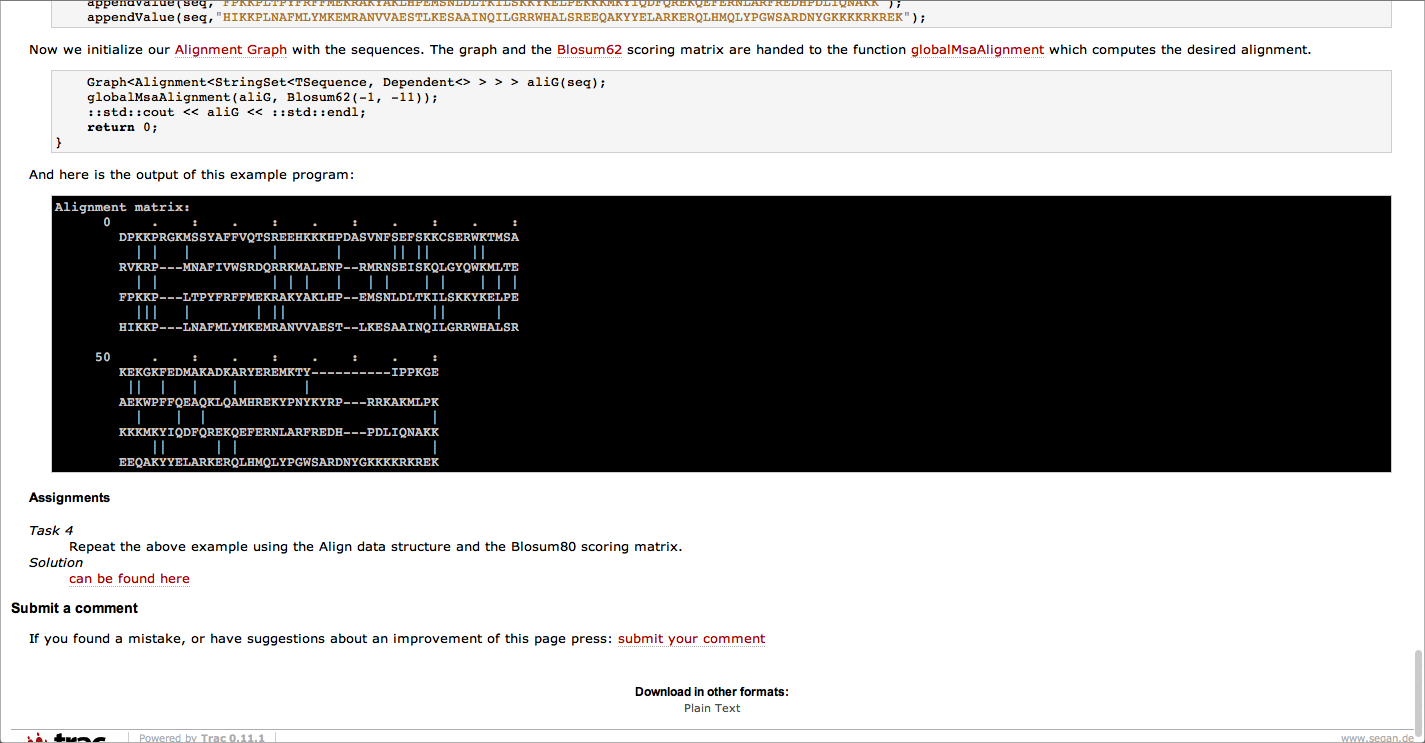 appendValue(seq,"FPKKPLTPYFRFFMEKRAKYAKLHPEMSNLDLTKILSKKYKELPEKKKMKYIQDFQREKQEFERNLARFREDHPDLIQNAKK");
appendValue(seq,"HIKKPLNAFMLYMKEMRANVVAESTLKESAAINQILGRRWHALSREEQAKYYELARKERQLHMQLYPGWSARDNYGKKKKRKREK");
Now we initialize our Alignment Graph with the sequences. The graph and the Blosum62 scoring matrix are handed to the function globalMsaAlignment which computes the desired alignment.
Graph<Alignment<StringSet<TSequence, Dependent<> > > > aliG(seq);
globalMsaAlignment(aliG, Blosum62(-1, -11));
::std::cout << aliG << ::std::endl;
return 0;
}
And here is the output of this example program:
Alignment matrix:
      0     .    :    .    :    .    :    .    :    .    :
        DPKKPRGKMSSYAFFVQTSREEHKKKHPDASVNFSEFSKKCSERWKTMSA
          | |   |          |       |      || ||     ||
        RVKRP---MNAFIVWSRDQRRKMALENP--RMRNSEISKQLGYQWKMLTE
          | |              | | |   |   | |    | |    | | |
        FPKKP---LTPYFRFFMEKRAKYAKLHP--EMSNLDLTKILSKKYKELPE
          |||   |        | ||                  ||      |
        HIKKP---LNAFMLYMKEMRANVVAEST--LKESAAINQILGRRWHALSR
     50     .    :    .    :    .    :    .    :
        KEKGKFEDMAKADKARYEREMKTY----------IPPKGE
         ||  |   |    |        |
        AEKWPFFQEAQKLQAMHREKYPNYKYRP---RRKAKMLPK
          |    |  |                            |
        KKKMKYIQDFQREKQEFERNLARFREDH---PDLIQNAKK
            ||      | |                        |
        EEQAKYYELARKERQLHMQLYPGWSARDNYGKKKKRKREK
Assignments
Task 4
Repeat the above example using the Align data structure and the Blosum80 scoring matrix.
Solution
can be found here
Submit a comment
If you found a mistake, or have suggestions about an improvement of this page press: submit your comment
Download in other formats:
Plain Text
trac
Powered by Trac 0.11.1
www.seqan.de